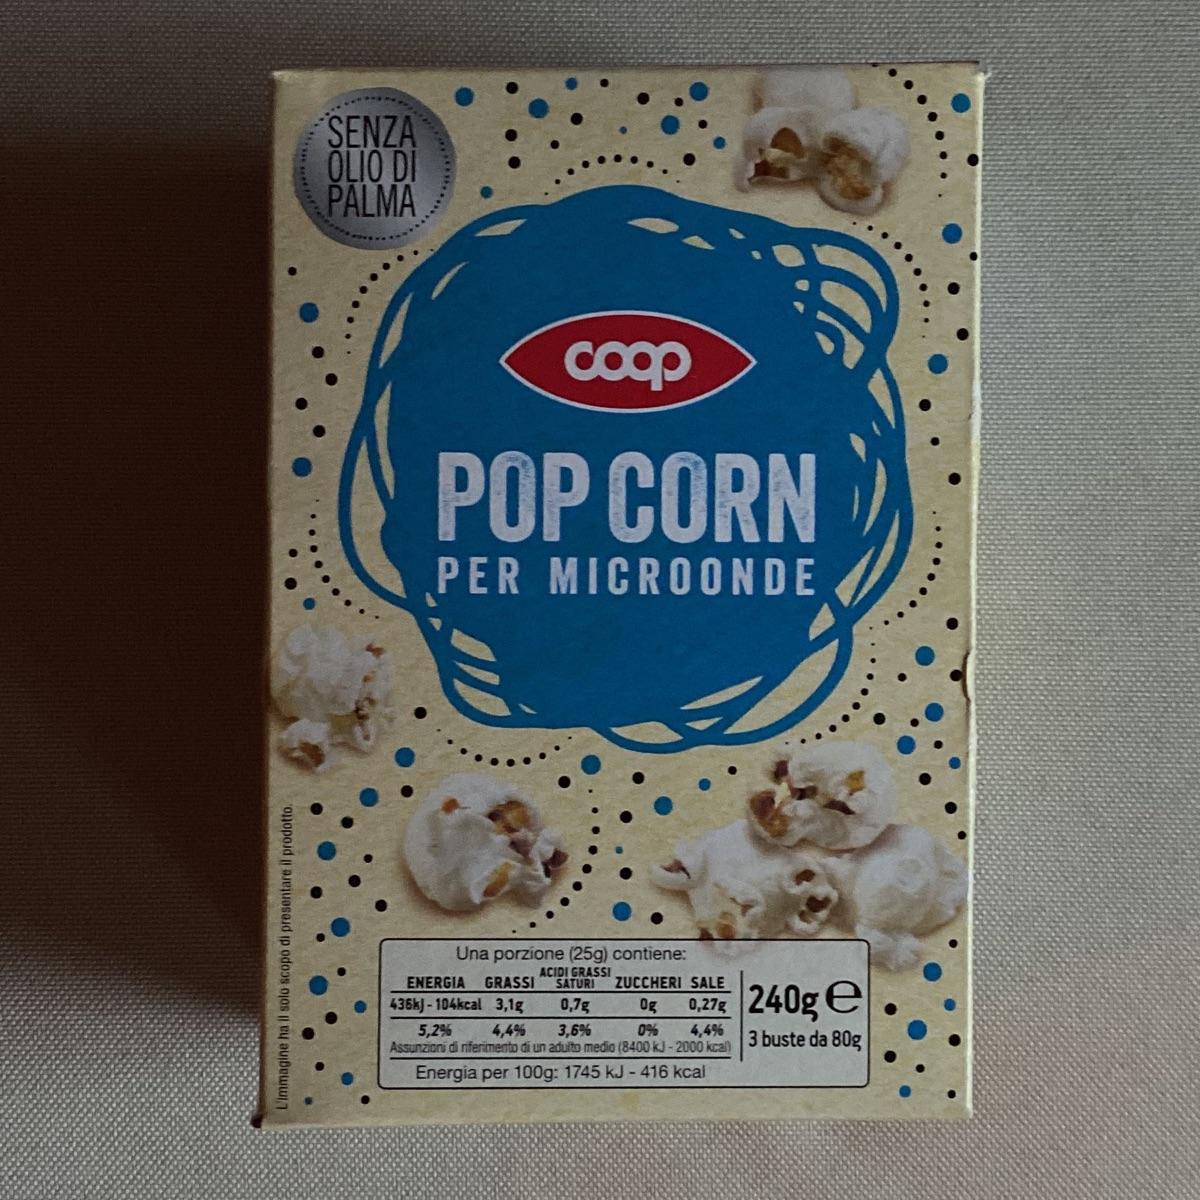 SENZA
OLIO DI
PALMA
coop
POP CORN
PER MICROONDE
L'immagine ha il solo scopo di presentare il prodotto.
Una porzione (25g) contiene:
ENERGIA GRASSI ACIDI GRASSI SATURI ZUCCHERI SALE
436kJ - 104kcal 3,1g 0,7g 0g 0,27g
5,2% 4,4% 3,6% 0% 4,4%
Assunzioni di riferimento di un adulto medio (8400 kJ - 2000 kcal)
Energia per 100g: 1745 kJ - 416 kcal
240g e
3 buste da 80g